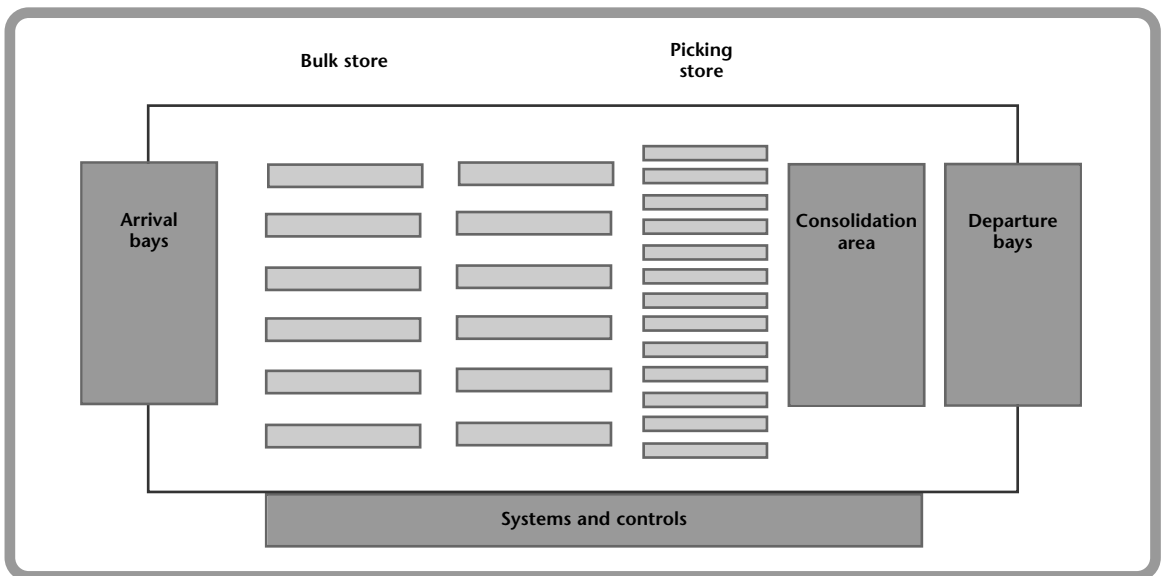 Bulk store
Picking
store
Arrival
bays
Consolidation
area
Departure
bays
Systems and controls